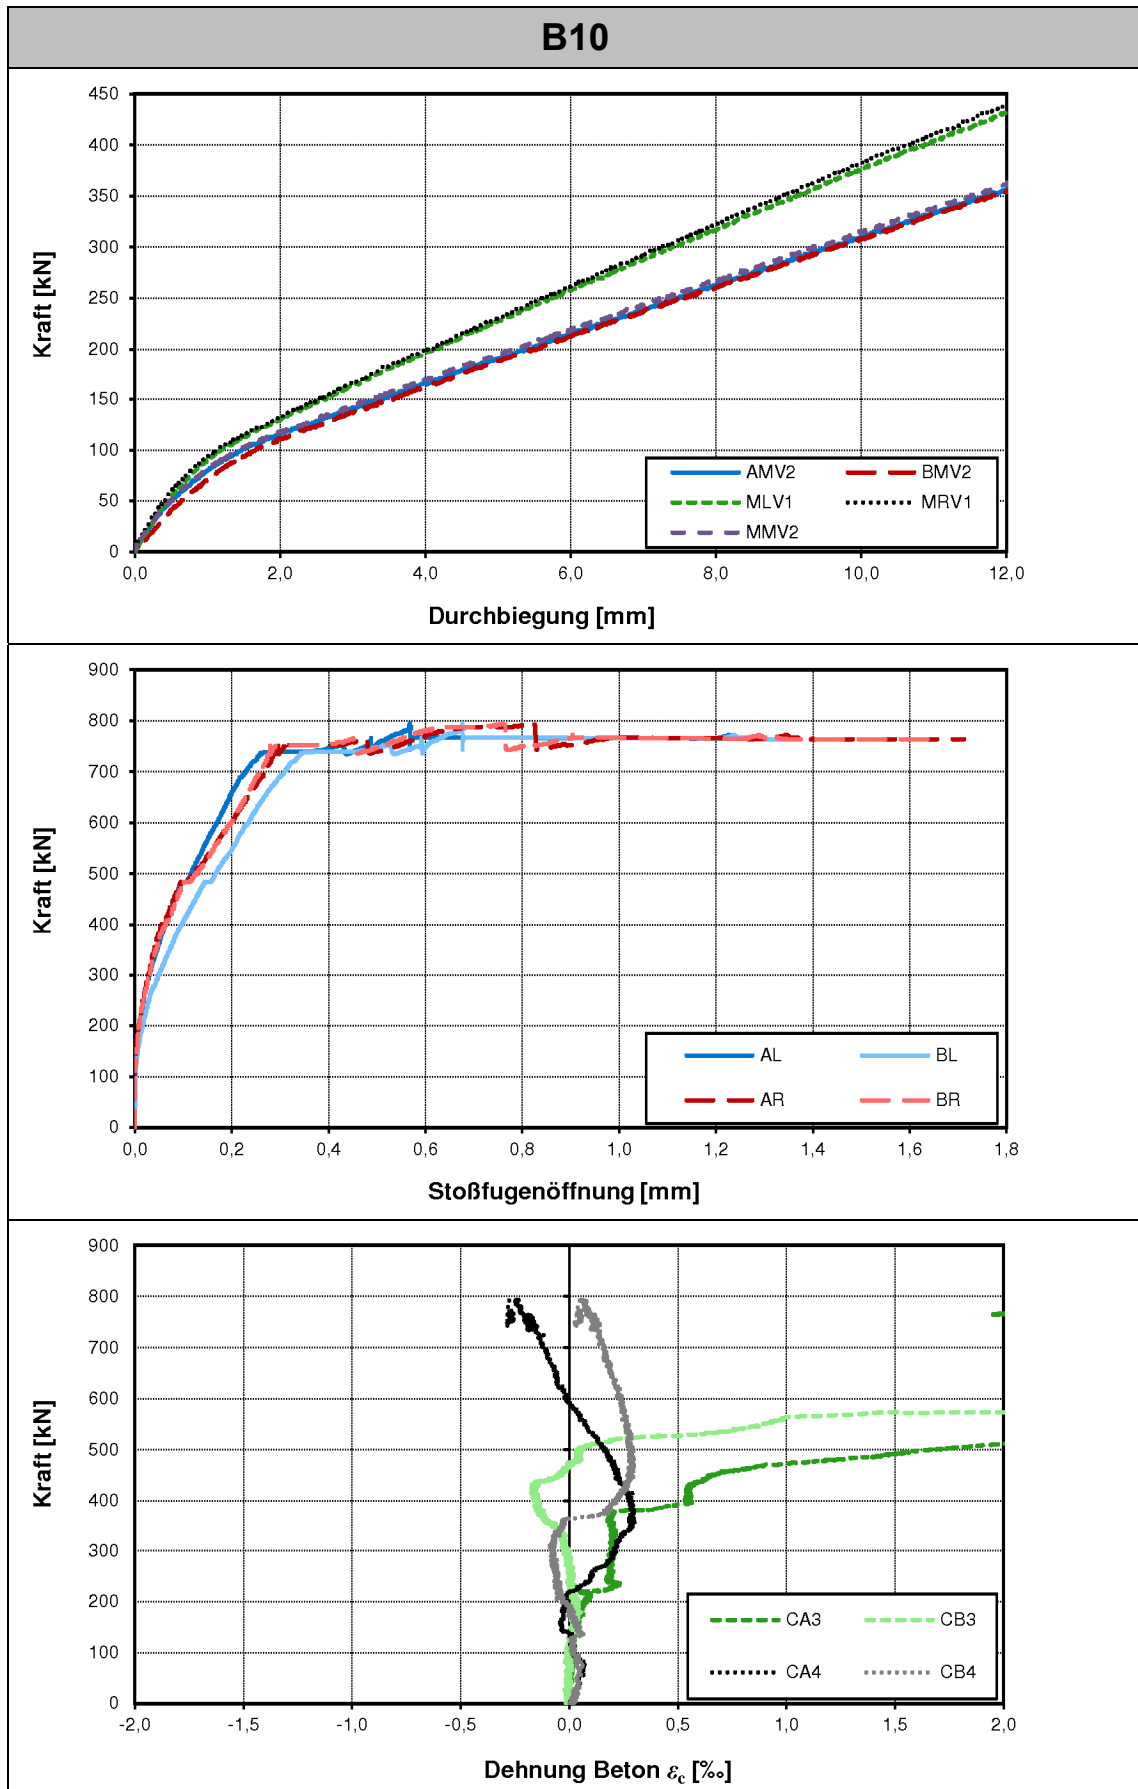 B10
450
400
350
300
250
200
150
100
50
0
Kraft [kN]
AMV2 BMV2
MLV1 MRV1
MMV2
0,0 2,0 4,0 6,0 8,0 10,0 12,0
Durchbiegung [mm]
900
800
700
600
500
400
300
200
100
0
Kraft [kN]
AL BL
AR BR
0,0 0,2 0,4 0,6 0,8 1,0 1,2 1,4 1,6 1,8
Stoßfugenöffnung [mm]
900
800
700
600
500
400
300
200
100
0
Kraft [kN]
CA3 CB3
CA4 CB4
-2,0 -1,5 -1,0 -0,5 0,0 0,5 1,0 1,5 2,0
Dehnung Beton εc [‰]